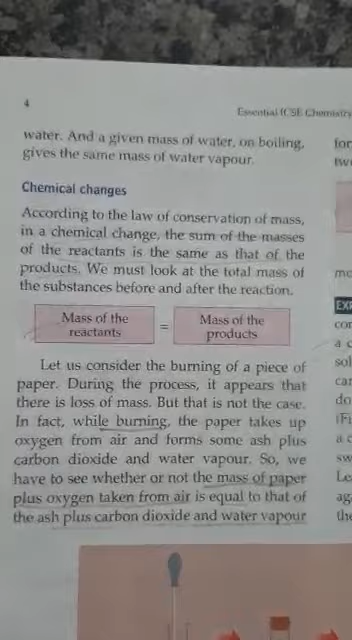 4
Essential ICSE Chemistry
water. And a given mass of water, on boiling,
gives the same mass of water vapour.
Chemical changes
According to the law of conservation of mass,
in a chemical change, the sum of the masses
of the reactants is the same as that of the
products. We must look at the total mass of
the substances before and after the reaction.
Mass of the
reactants
=
Mass of the
products
Let us consider the burning of a piece of
paper. During the process, it appears that
there is loss of mass. But that is not the case.
In fact, while burning, the paper takes up
oxygen from air and forms some ash plus
carbon dioxide and water vapour. So, we
have to see whether or not the mass of paper
plus oxygen taken from air is equal to that of
the ash plus carbon dioxide and water vapour
for